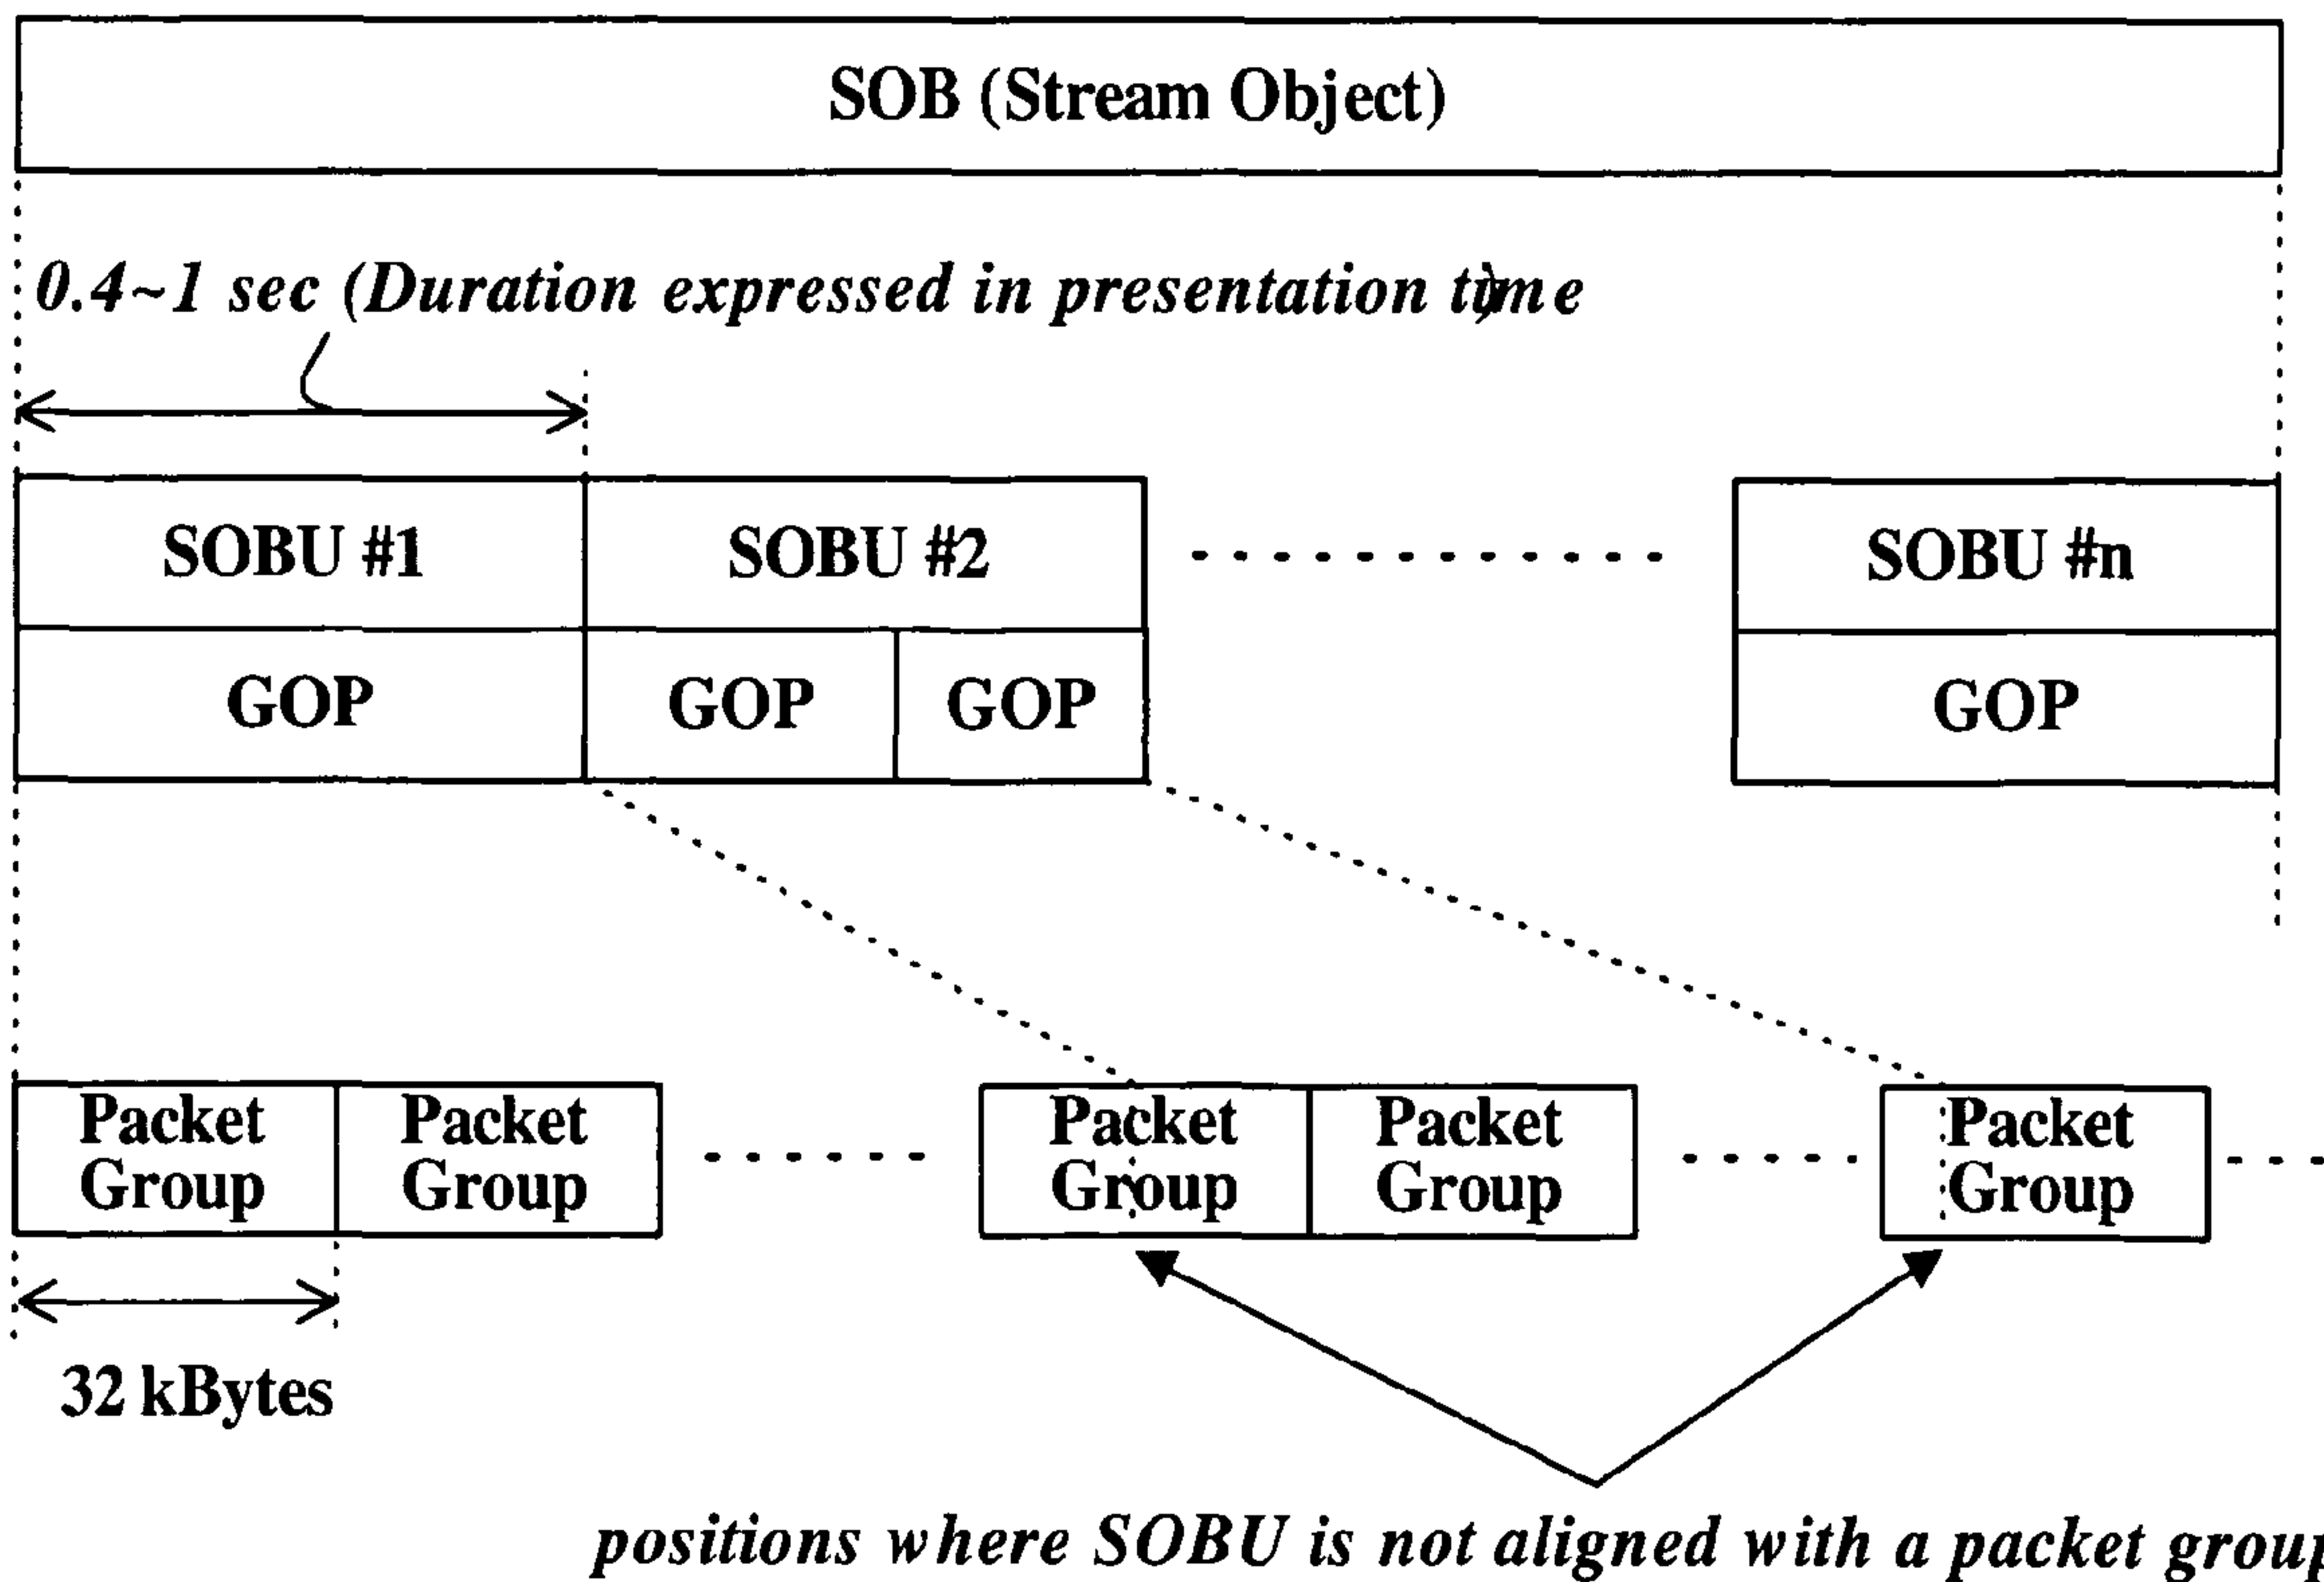 SOB (Stream Object)
0.4~1 sec (Duration expressed in presentation time)
SOBU #1
SOBU #2
SOBU #n
GOP
GOP
GOP
GOP
Packet
Group
Packet
Group
Packet
Group
Packet
Group
Packet
Group
32 kBytes
positions where SOBU is not aligned with a packet group